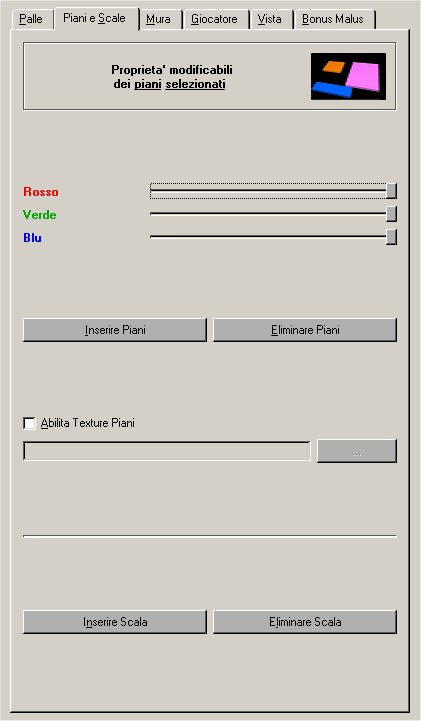 Palle Piani e Scale Mura Giocatore Vista Bonus Malus
Proprieta' modificabili
dei piani selezionati
Rosso
Verde
Blu
Inserire Piani Eliminare Piani
Abilita Texture Piani
...
Inserire Scala Eliminare Scala